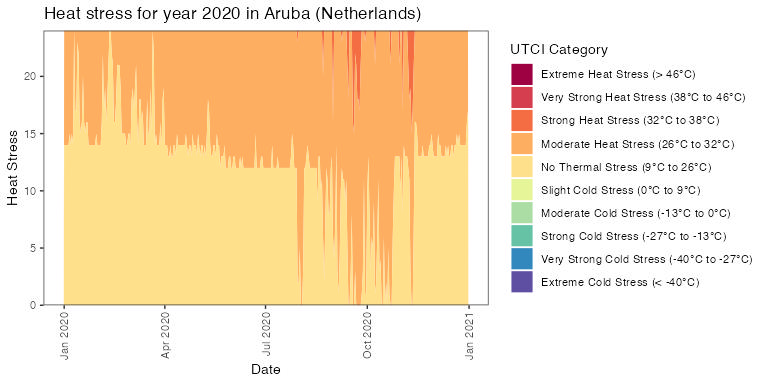 Heat stress for year 2020 in Aruba (Netherlands)
Heat Stress
20
15
10
5
0
Jan 2020
Apr 2020
Jul 2020
Oct 2020
Jan 2021
Date
UTCI Category
Extreme Heat Stress (> 46°C)
Very Strong Heat Stress (38°C to 46°C)
Strong Heat Stress (32°C to 38°C)
Moderate Heat Stress (26°C to 32°C)
No Thermal Stress (9°C to 26°C)
Slight Cold Stress (0°C to 9°C)
Moderate Cold Stress (-13°C to 0°C)
Strong Cold Stress (-27°C to -13°C)
Very Strong Cold Stress (-40°C to -27°C)
Extreme Cold Stress (< -40°C)